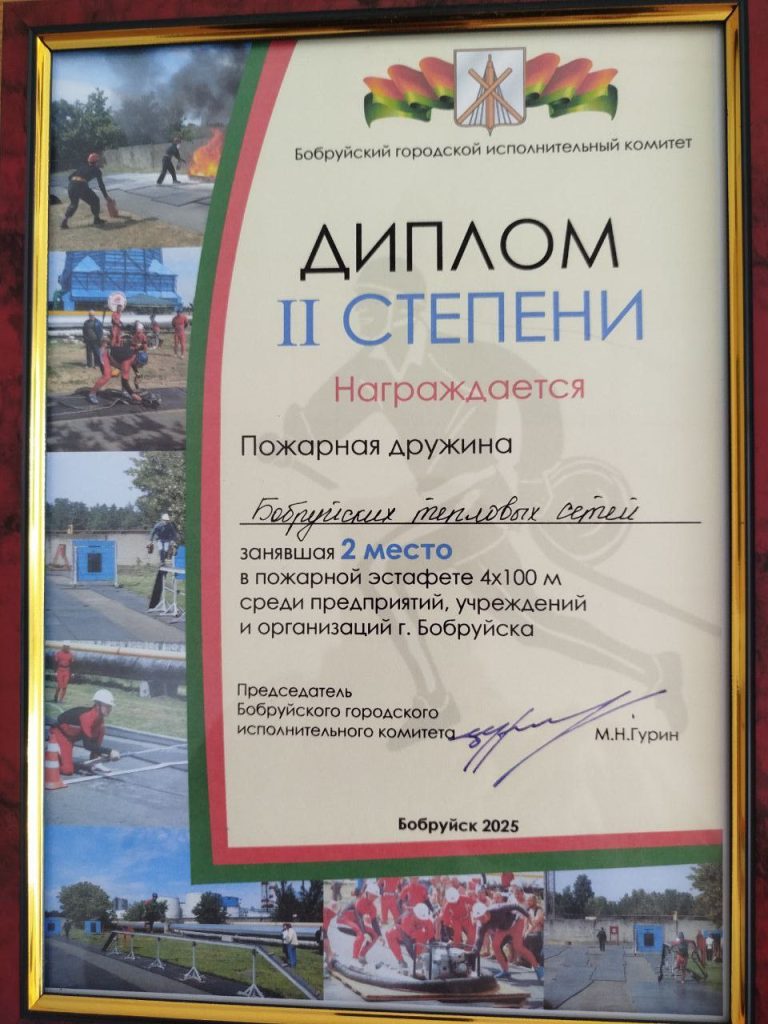 Бобруйский городской исполнительный комитет
ДИПЛОМ
II СТЕПЕНИ
Награждается
Пожарная дружина
Бобруйских тепловых сетей
занявшая 2 место
в пожарной эстафете 4х100 м
среди предприятий, учреждений
и организаций г. Бобруйска
Председатель
Бобруйского городского
исполнительного комитета
М.Н.Гурин
Бобруйск 2025